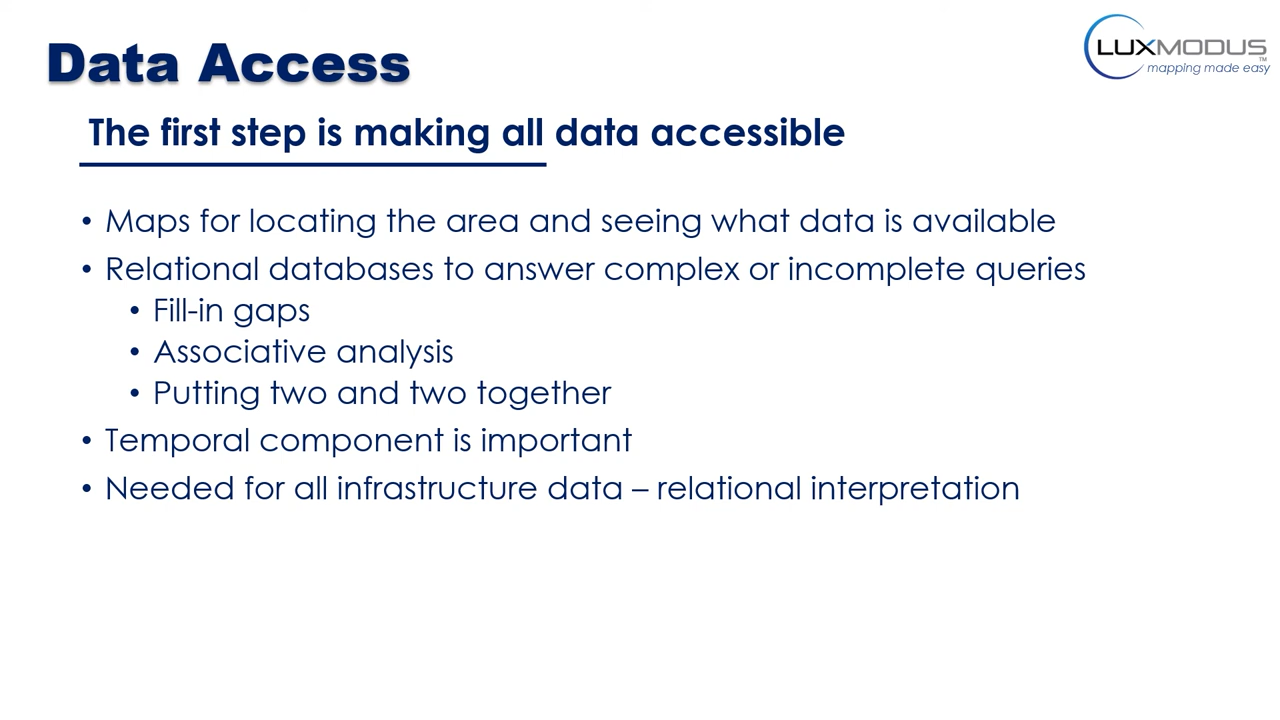 Data Access
LUXMODUS
TM
mapping made easy
The first step is making all data accessible
• Maps for locating the area and seeing what data is available
• Relational databases to answer complex or incomplete queries
• Fill-in gaps
• Associative analysis
• Putting two and two together
• Temporal component is important
• Needed for all infrastructure data – relational interpretation